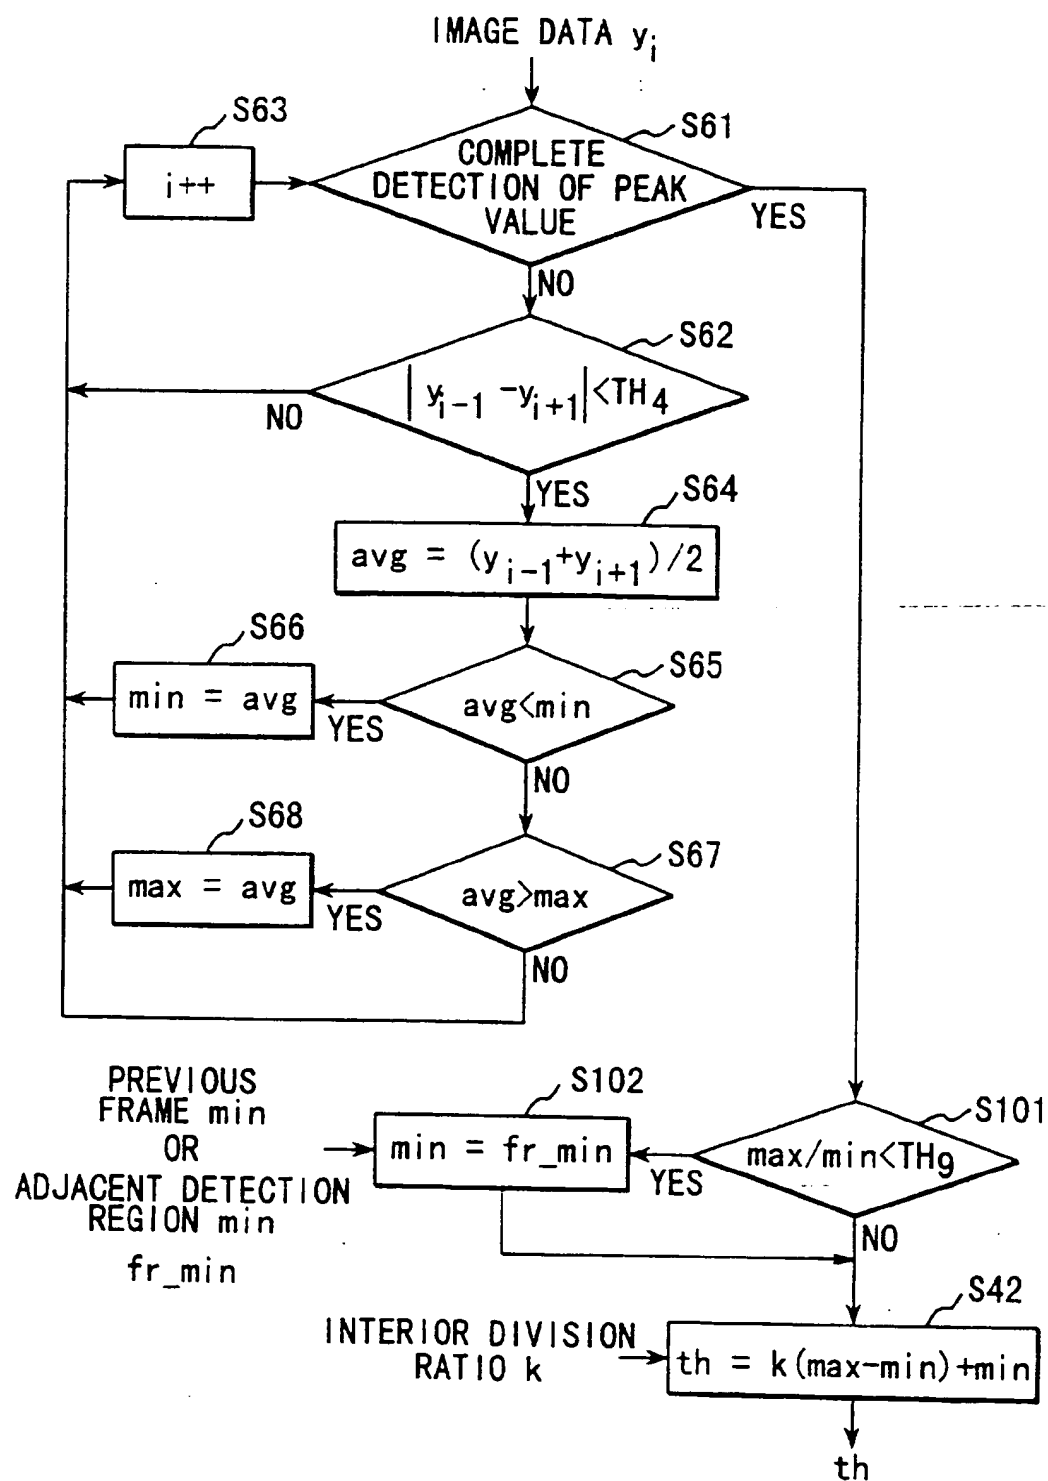 IMAGE DATA yi
S63
S61
i++
COMPLETE
DETECTION OF PEAK
VALUE
YES
NO
S62
|yi-1 -yi+1|<TH4
NO
YES
S64
avg = (yi-1+yi+1)/2
S66
S65
min = avg
YES
avg<min
NO
S68
S67
max = avg
YES
avg>max
NO
PREVIOUS
FRAME min
OR
ADJACENT DETECTION
REGION min
fr_min
S102
S101
min = fr_min
YES
max/min<TH9
NO
S42
INTERIOR DIVISION
RATIO k
th = k(max-min)+min
th